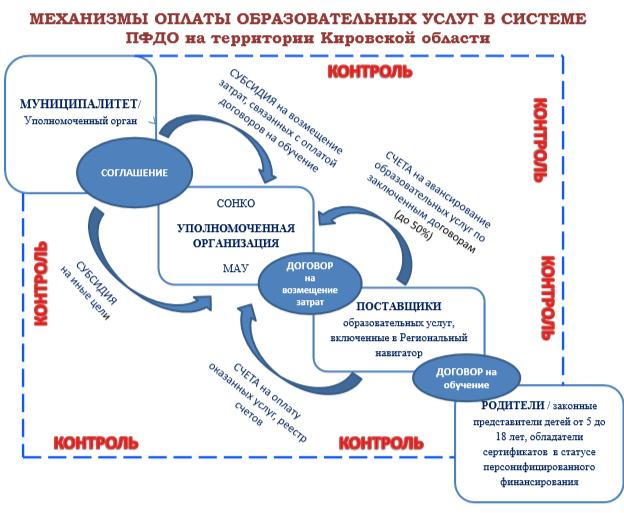 МЕХАНИЗМЫ ОПЛАТЫ ОБРАЗОВАТЕЛЬНЫХ УСЛУГ В СИСТЕМЕ
ПФДО на территории Кировской области
КОНТРОЛЬ
МУНИЦИПАЛИТЕТ/
Уполномоченный орган
СОГЛАШЕНИЕ
СУБСИДИЯ на возмещение
затрат, связанных с оплатой
договоров на обучение
КОНТРОЛЬ
СЧЕТА на авансирование
образовательных услуг по
заключенным договорам
(до 50%)
СОНКО
УПОЛНОМОЧЕННАЯ
ОРГАНИЗАЦИЯ
МАУ
КОНТРОЛЬ
СУБСИДИЯ
на иные цели
ДОГОВОР
на
возмещение
затрат
КОНТРОЛЬ
ПОСТАВЩИКИ
образовательных услуг,
включенные в Региональный
навигатор
СЧЕТА на оплату
оказанных услуг, реестр
счетов
ДОГОВОР на
обучение
РОДИТЕЛИ / законные
представители детей от 5 до
18 лет, обладатели
сертификатов в статусе
персонифицированного
финансирования
КОНТРОЛЬ
КОНТРОЛЬ